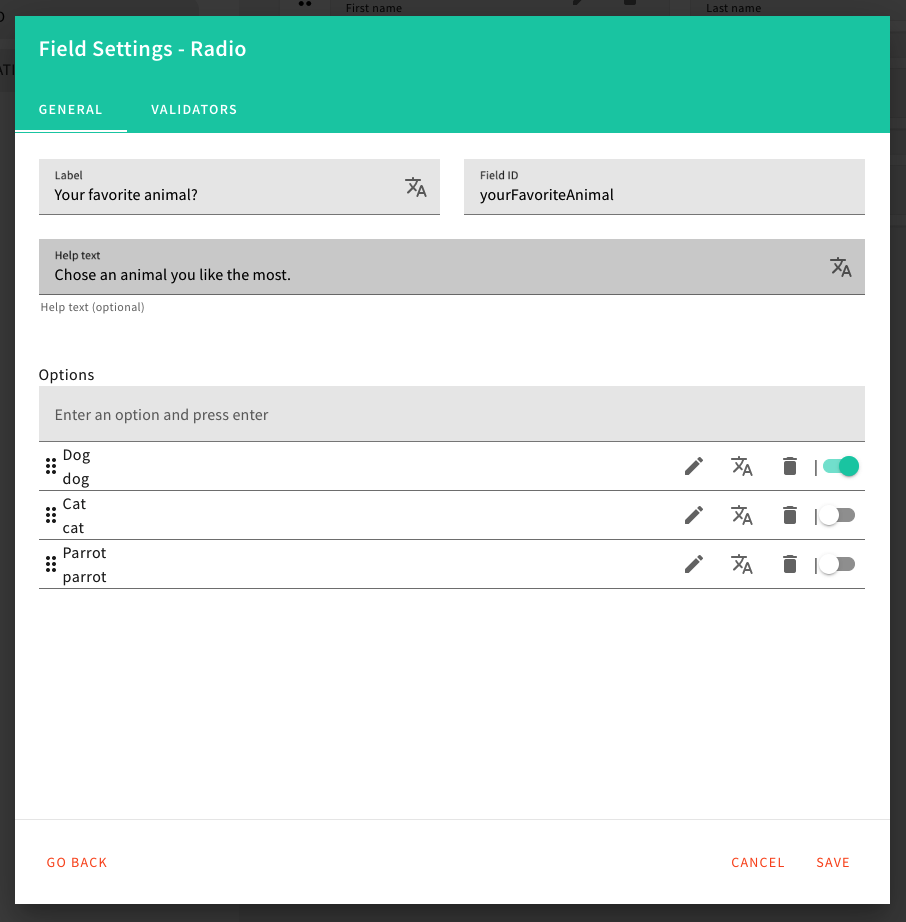 First name
Last name
Field Settings - Radio
GENERAL
VALIDATORS
Label
Your favorite animal?
Field ID
yourFavoriteAnimal
Help text
Chose an animal you like the most.
Help text (optional)
Options
Enter an option and press enter
Dog
dog
Cat
cat
Parrot
parrot
GO BACK
CANCEL
SAVE